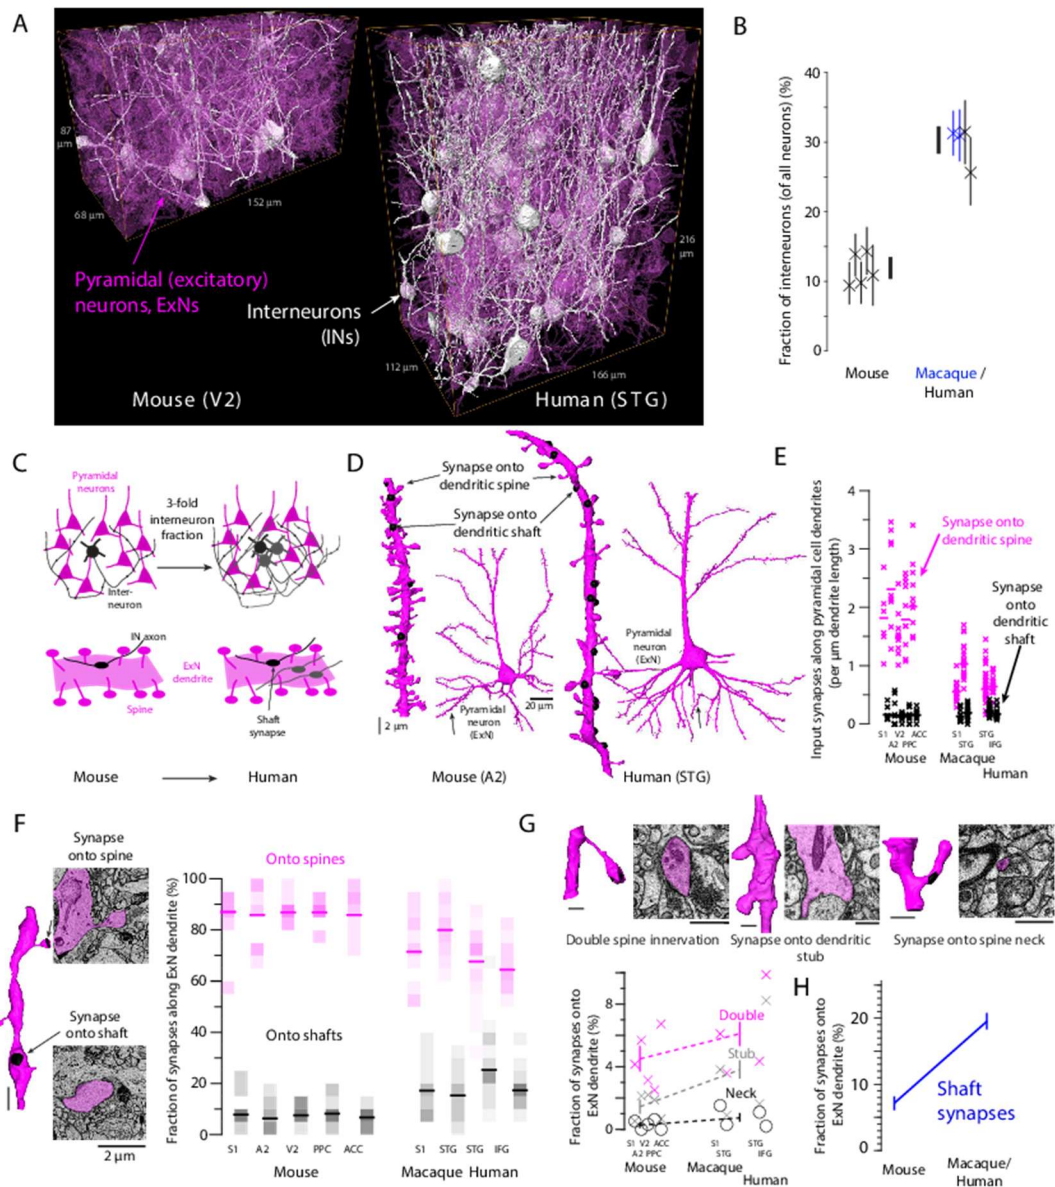 A
87
µm
68 µm
152 µm
Pyramidal (excitatory)
neurons, ExNs
Interneurons
(INs)
Mouse (V2)
112 µm
166 µm
216
µm
Human (STG)
B
Fraction of interneurons (of all neurons) (%)
40
30
20
10
0
Mouse
Macaque /
Human
C
Pyramidal
neurons
3-fold
interneuron
fraction
Inter-
neuron
IN axon
ExN
dendrite
Spine
Shaft
synapse
Mouse
Human
D
Synapse onto
dendritic spine
Synapse onto
dendritic shaft
Pyramidal
neuron
(ExN)
20 µm
2 µm
Pyramidal
neuron
(ExN)
Mouse (A2)
Human (STG)
E
Input synapses along pyramidal cell dendrites
(per µm dendrite length)
4
3
2
1
0
Synapse onto
dendritic spine
Synapse
onto
dendritic
shaft
S1 V2 ACC
A2 PPC
Mouse
S1
STG
Macaque
STG
IFG
Human
F
Synapse
onto spine
Synapse
onto shaft
2 µm
Fraction of synapses along ExN dendrite (%)
100
80
60
40
20
0
Onto spines
Onto shafts
S1 A2 V2 PPC ACC
S1 STG STG IFG
Mouse
Macaque Human
G
Double spine innervation
Synapse onto dendritic
stub
Synapse onto spine neck
Fraction of synapses onto
ExN dendrite (%)
8
4
0
Double
Stub
Neck
S1 V2 ACC
A2 PPC
Mouse
S1
STG
Macaque
STG
IFG
Human
H
Fraction of synapses onto
ExN dendrite (%)
20
10
0
Shaft
synapses
Mouse
Macaque/
Human